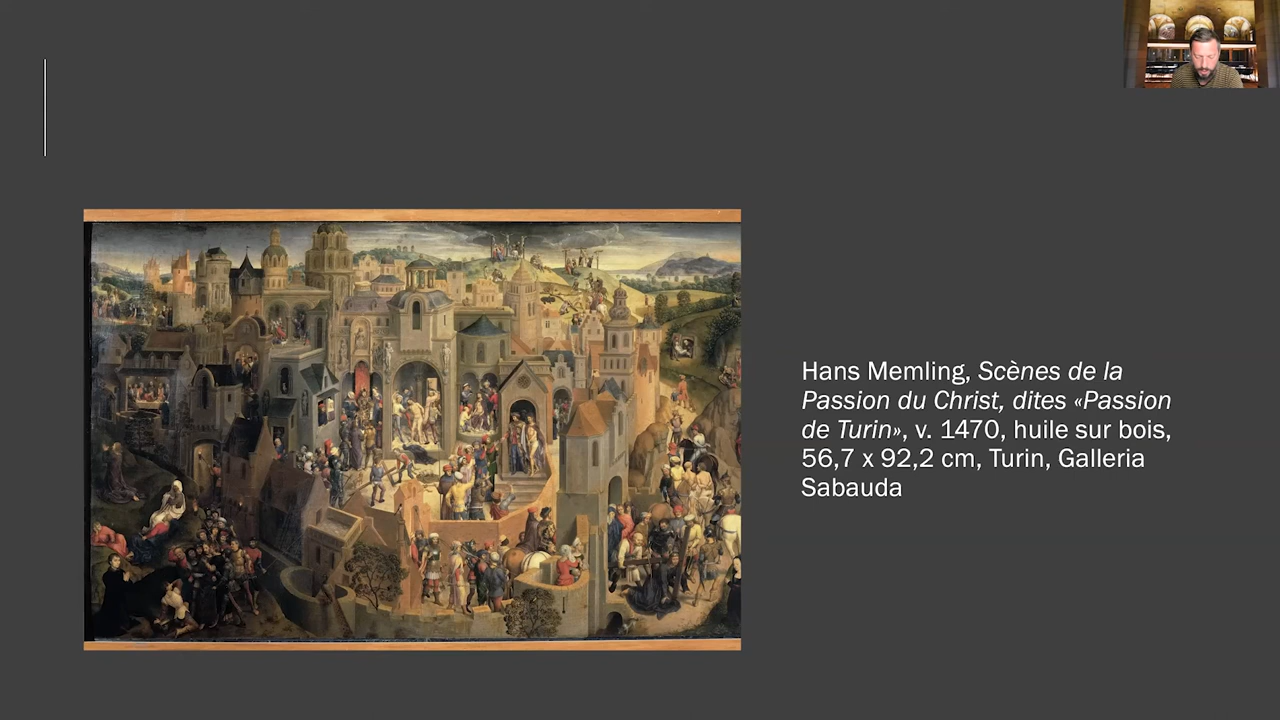 Hans Memling, Scènes de la
Passion du Christ, dites «Passion
de Turin», v. 1470, huile sur bois,
56,7 x 92,2 cm, Turin, Galleria
Sabauda